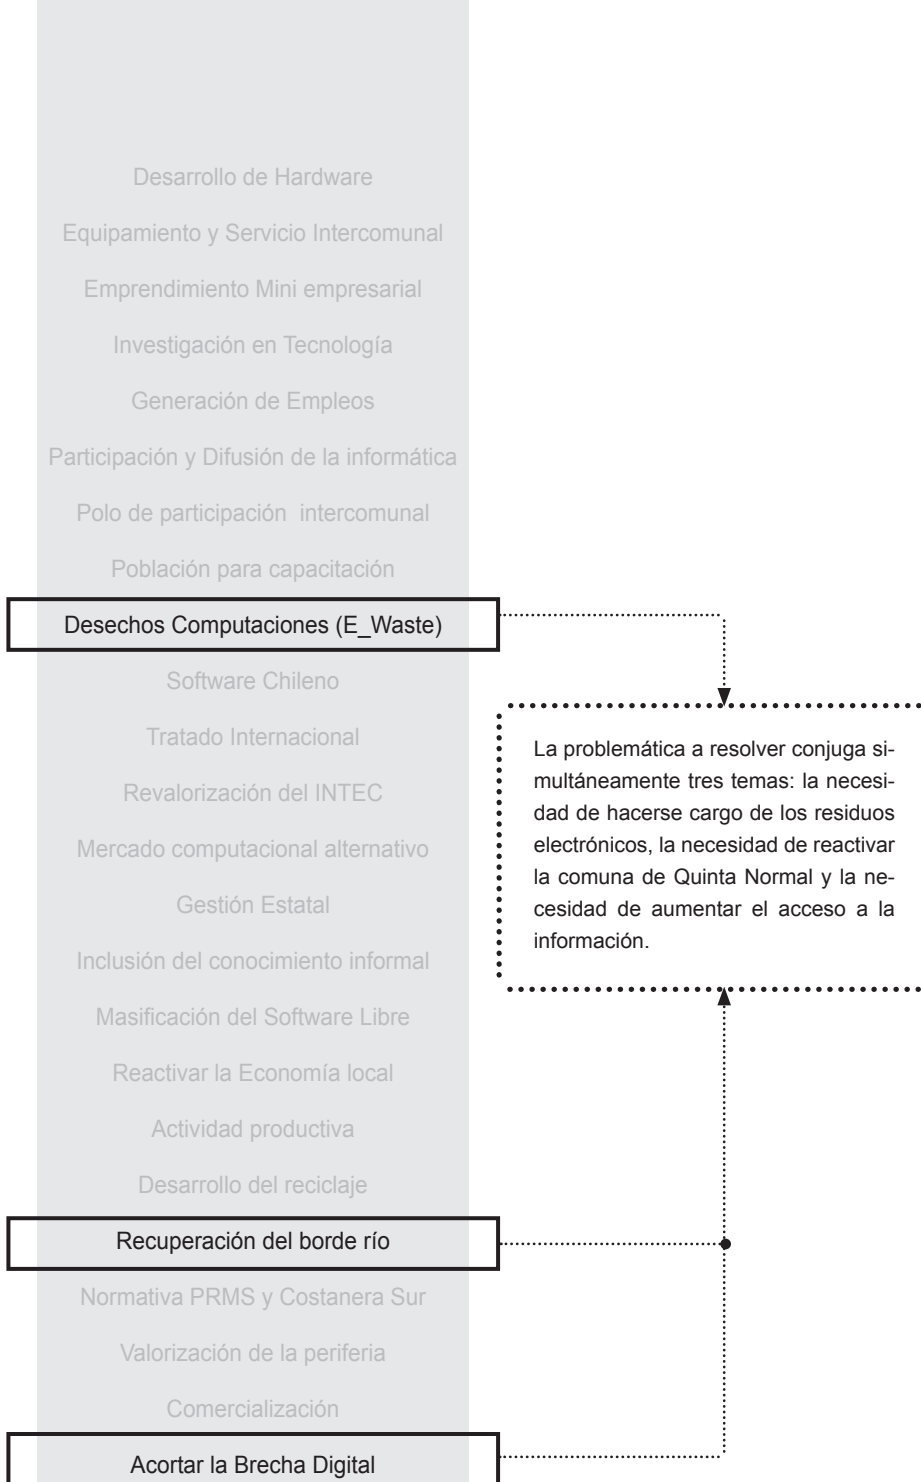 Desarrollo de Hardware
Equipamiento y Servicio Intercomunal
Emprendimiento Mini empresarial
Investigación en Tecnología
Generación de Empleos
Participación y Difusión de la informática
Polo de participación intercomunal
Población para capacitación
Desechos Computaciones (E_Waste)
Software Chileno
Tratado Internacional
Revalorización del INTEC
Mercado computacional alternativo
Gestión Estatal
Inclusión del conocimiento informal
Masificación del Software Libre
Reactivar la Economía local
Actividad productiva
Desarrollo del reciclaje
Recuperación del borde río
Normativa PRMS y Costanera Sur
Valorización de la periferia
Comercialización
Acortar la Brecha Digital
La problemática a resolver conjuga si-
multáneamente tres temas: la necesi-
dad de hacerse cargo de los residuos
electrónicos, la necesidad de reactivar
la comuna de Quinta Normal y la ne-
cesidad de aumentar el acceso a la
información.